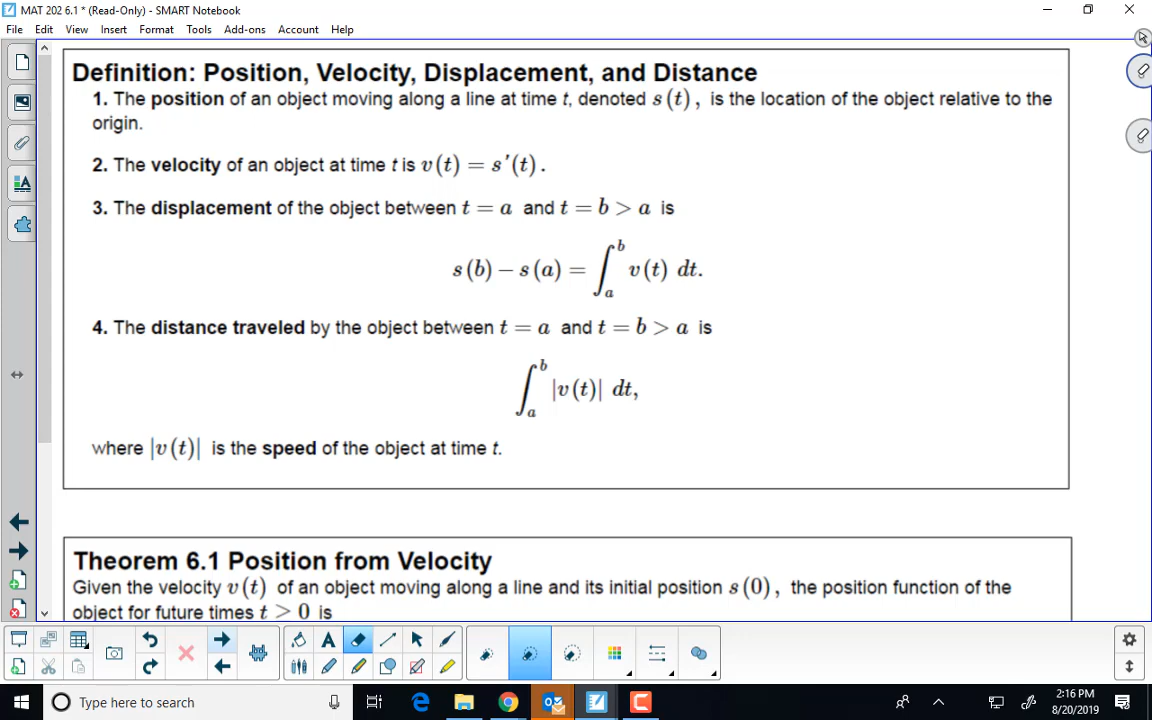 MAT 202 6.1 * (Read-Only) - SMART Notebook
File Edit View Insert Format Tools Add-ons Account Help
Definition: Position, Velocity, Displacement, and Distance
1. The position of an object moving along a line at time t, denoted s(t), is the location of the object relative to the
origin.
2. The velocity of an object at time t is v(t) = s'(t).
3. The displacement of the object between t = a and t = b > a is
s(b) − s(a) = ∫_a^b v(t) dt.
4. The distance traveled by the object between t = a and t = b > a is
∫_a^b |v(t)| dt,
where |v(t)| is the speed of the object at time t.
Theorem 6.1 Position from Velocity
Given the velocity v(t) of an object moving along a line and its initial position s(0), the position function of the
object for future times t > 0 is
Type here to search
2:16 PM
8/20/2019